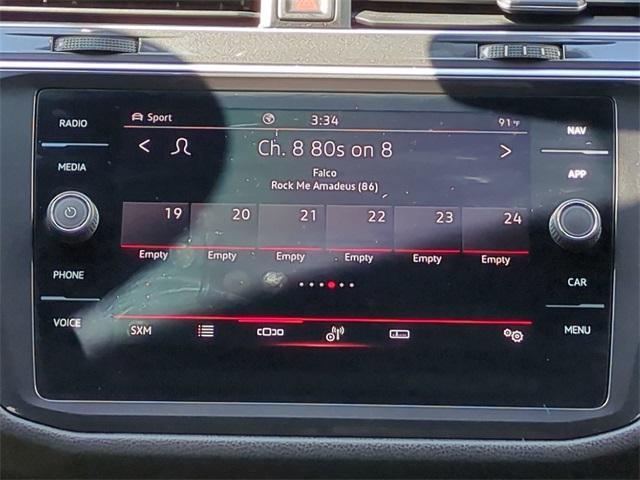 Sport 3:34 91°F
RADIO
NAV
Ch. 8 80s on 8
MEDIA
APP
Falco
Rock Me Amadeus (86)
19 20 21 22 23 24
Empty Empty Empty Empty Empty Empty
PHONE
CAR
VOICE
SXM
MENU